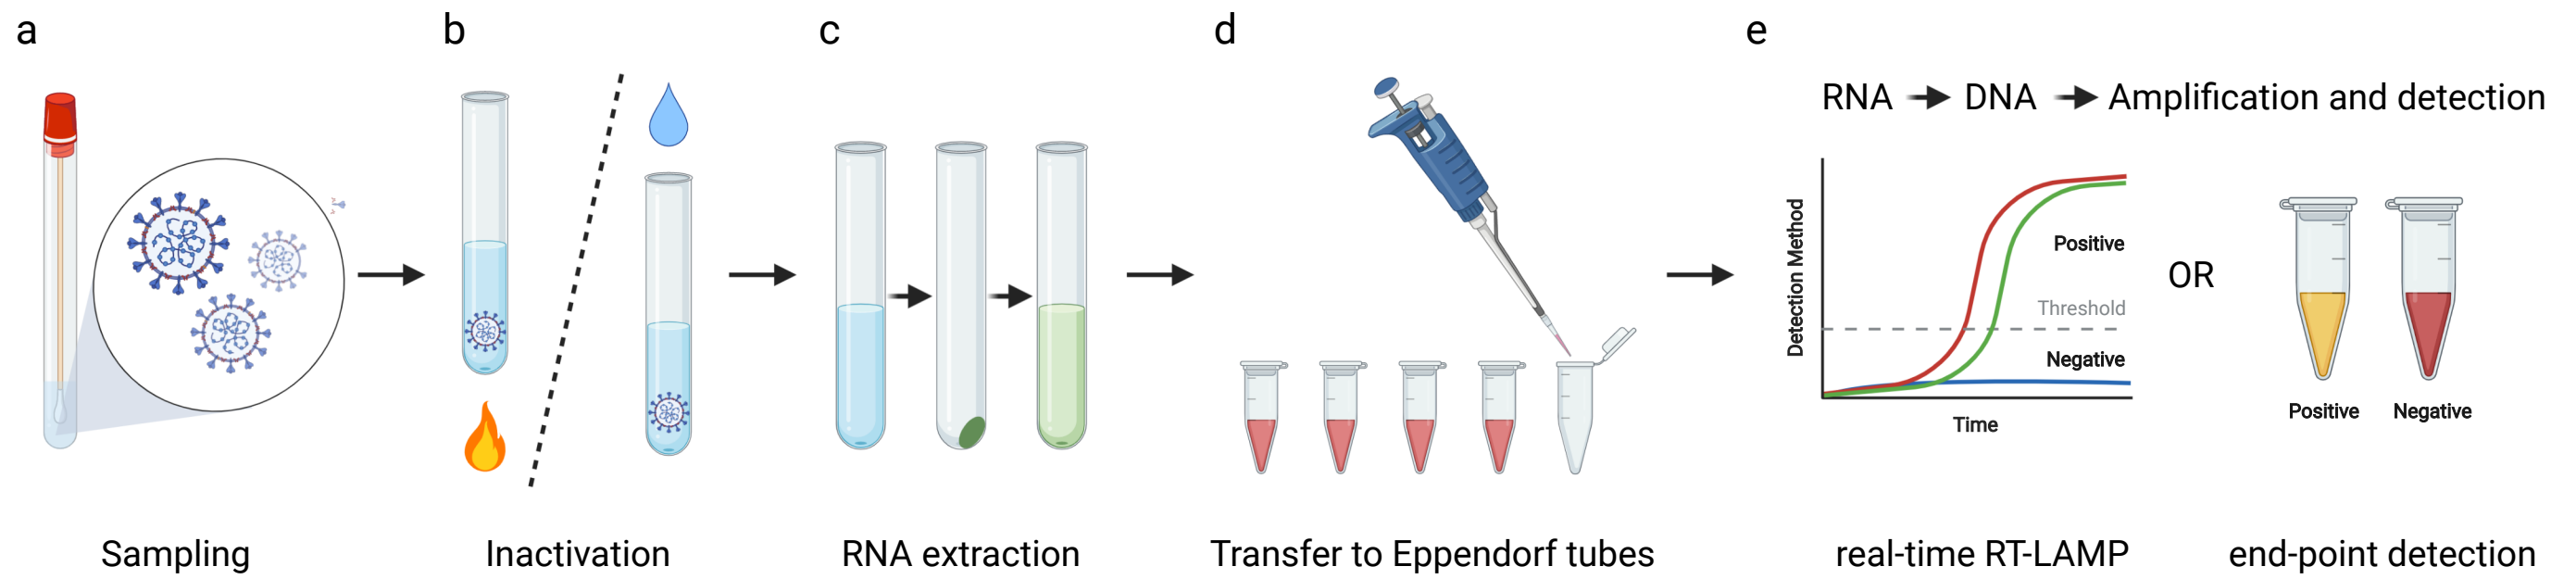 a
b
c
d
e
RNA DNA Amplification and detection
Detection Method
Positive
Threshold
Negative
Time
OR
Positive
Negative
Sampling
Inactivation
RNA extraction
Transfer to Eppendorf tubes
real-time RT-LAMP
end-point detection